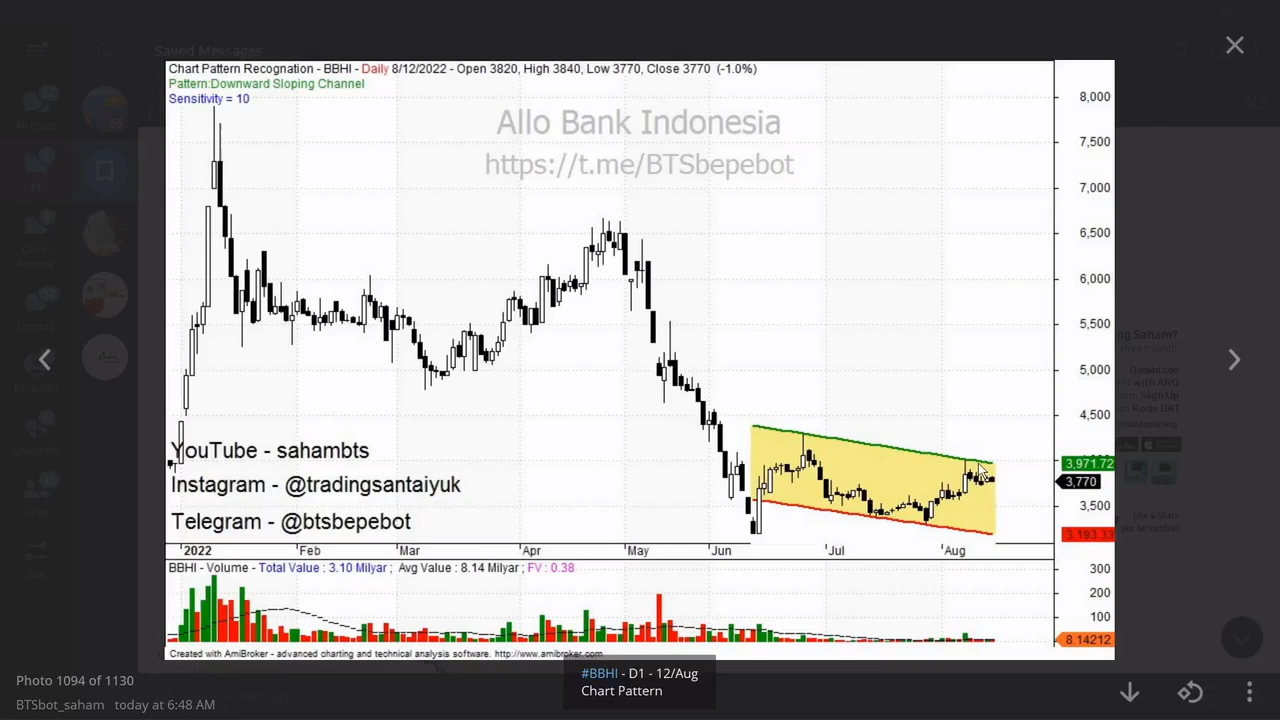 Saved Messages
Chart Pattern Recognation - BBHI - Daily 8/12/2022 - Open 3820, High 3840, Low 3770, Close 3770 (-1.0%)
Pattern:Downward Sloping Channel
Sensitivity = 10
Allo Bank Indonesia
https://t.me/BTSbepebot
8,000
7,500
7,000
6,500
6,000
5,500
5,000
4,500
3,971.72
3,770
3,500
3,193.33
YouTube - sahambts
Instagram - @tradingsantaiyuk
Telegram - @btsbepebot
2022 Feb Mar Apr May Jun Jul Aug
BBHI - Volume - Total Value : 3.10 Milyar ; Avg Value : 8.14 Milyar ; FV : 0.38
300
200
100
8.14212
Created with AmiBroker - advanced charting and technical analysis software. http://www.amibroker.com
#BBHI - D1 - 12/Aug
Chart Pattern
Photo 1094 of 1130
BTSbot_saham today at 6:48 AM